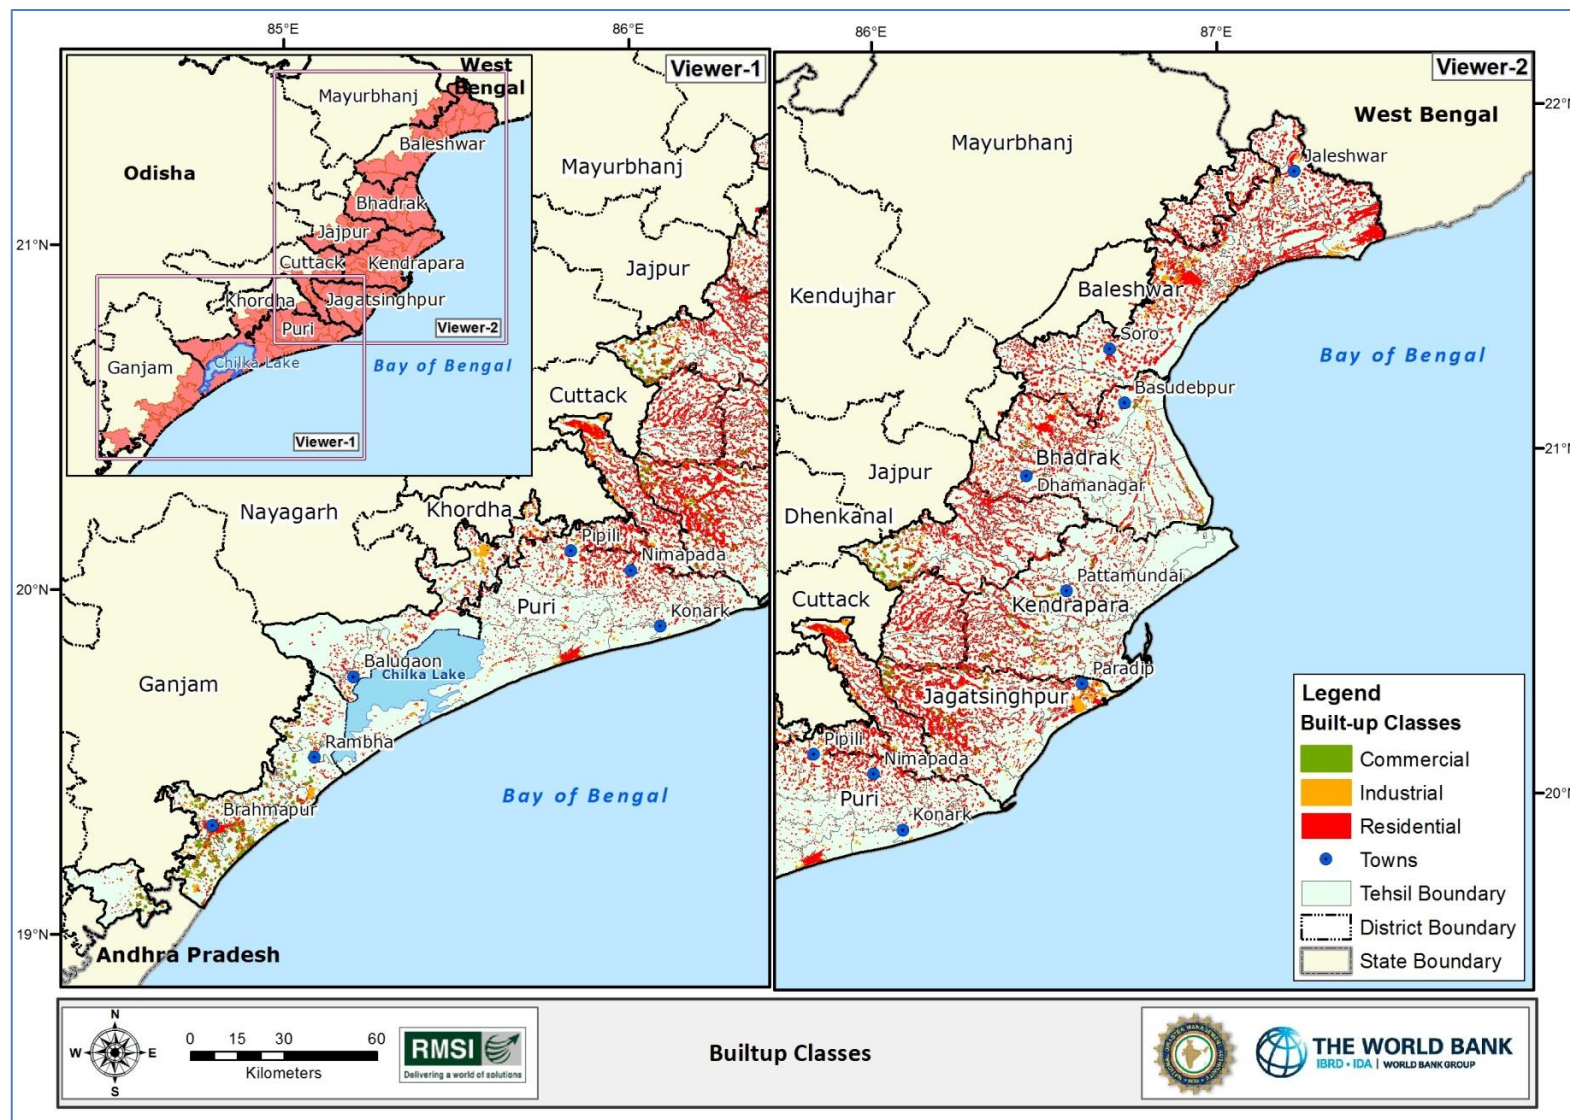 85°E
86°E
86°E
87°E
21°N
20°N
19°N
22°N
21°N
20°N
Viewer-1
West
Bengal
Mayurbhanj
Baleshwar
Odisha
Bhadrak
Jajpur
Cuttack
Kendrapara
Khordha
Jagatsinghpur
Puri
Viewer-2
Ganjam
Chilka Lake
Bay of Bengal
Viewer-1
Mayurbhanj
Jajpur
Cuttack
Nayagarh
Khordha
Pipili
Nimapada
Puri
Konark
Balugaon
Chilka Lake
Ganjam
Rambha
Bay of Bengal
Brahmapur
Andhra Pradesh
Viewer-2
West Bengal
Mayurbhanj
Jaleshwar
Kendujhar
Baleshwar
Soro
Bay of Bengal
Basudebpur
Bhadrak
Jajpur
Dhamanagar
Dhenkanal
Pattamundai
Cuttack
Kendrapara
Paradip
Jagatsinghpur
Pipili
Nimapada
Puri
Konark
Legend
Built-up Classes
Commercial
Industrial
Residential
Towns
Tehsil Boundary
District Boundary
State Boundary
N
W
E
S
0 15 30 60
Kilometers
RMSI
Delivering a world of solutions
Builtup Classes
THE WORLD BANK
IBRD • IDA | WORLD BANK GROUP